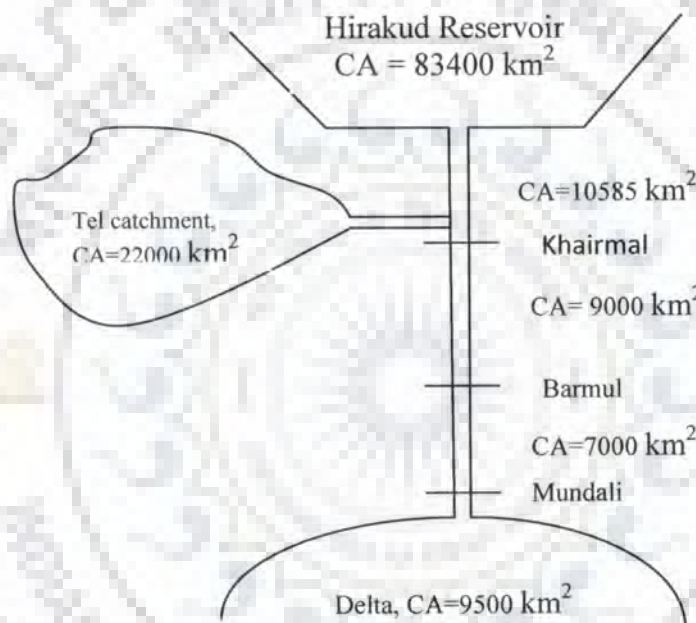 Hirakud Reservoir
CA = 83400 km²
CA=10585 km²
Tel catchment,
CA=22000 km²
Khairmal
CA= 9000 km²
Barmul
CA=7000 km²
Mundali
Delta, CA=9500 km²